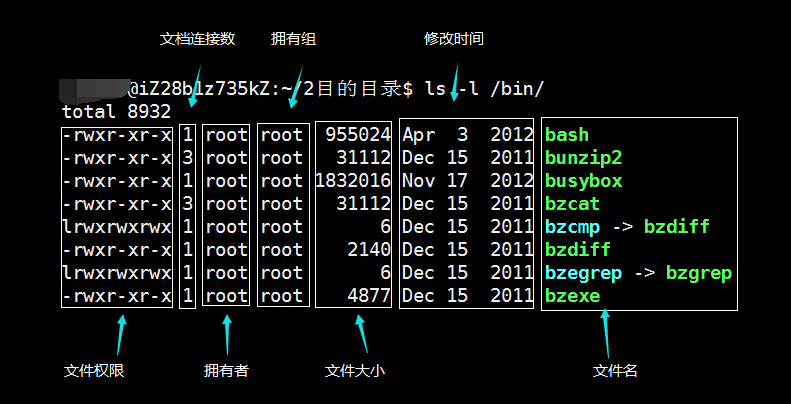 文档连接数 拥有组 修改时间
@iZ28b1z735kZ:~/2目的目录$ ls -l /bin/
total 8932
-rwxr-xr-x 1 root root 955024 Apr 3 2012 bash
-rwxr-xr-x 3 root root 31112 Dec 15 2011 bunzip2
-rwxr-xr-x 1 root root 1832016 Nov 17 2012 busybox
-rwxr-xr-x 3 root root 31112 Dec 15 2011 bzcat
lrwxrwxrwx 1 root root 6 Dec 15 2011 bzcmp -> bzdiff
-rwxr-xr-x 1 root root 2140 Dec 15 2011 bzdiff
lrwxrwxrwx 1 root root 6 Dec 15 2011 bzegrep -> bzgrep
-rwxr-xr-x 1 root root 4877 Dec 15 2011 bzexe
文件权限 拥有者 文件大小 文件名